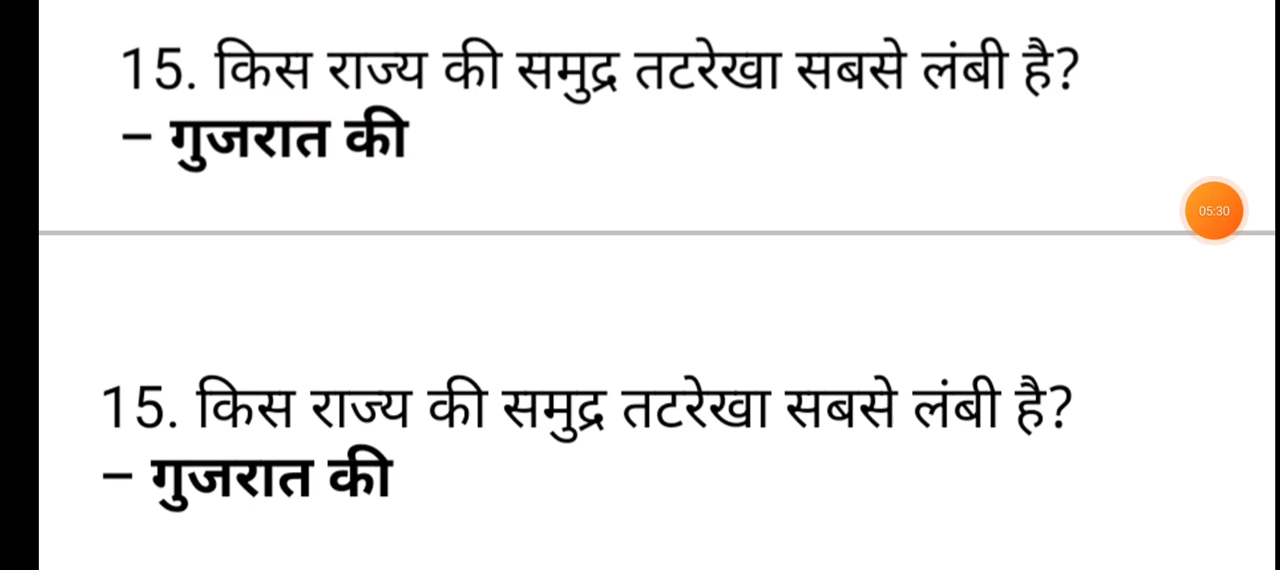 15. किस राज्य की समुद्र तटरेखा सबसे लंबी है?
– गुजरात की
05:30
15. किस राज्य की समुद्र तटरेखा सबसे लंबी है?
– गुजरात की